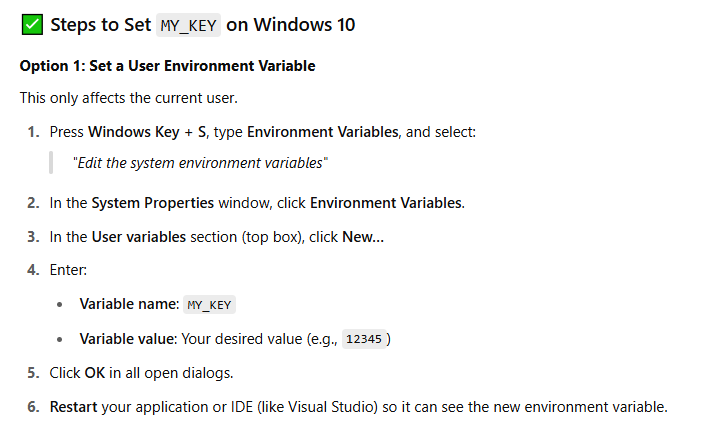 ✅ Steps to Set MY_KEY on Windows 10
Option 1: Set a User Environment Variable
This only affects the current user.
1. Press Windows Key + S, type Environment Variables, and select:
"Edit the system environment variables"
2. In the System Properties window, click Environment Variables.
3. In the User variables section (top box), click New...
4. Enter:
• Variable name: MY_KEY
• Variable value: Your desired value (e.g., 12345)
5. Click OK in all open dialogs.
6. Restart your application or IDE (like Visual Studio) so it can see the new environment variable.